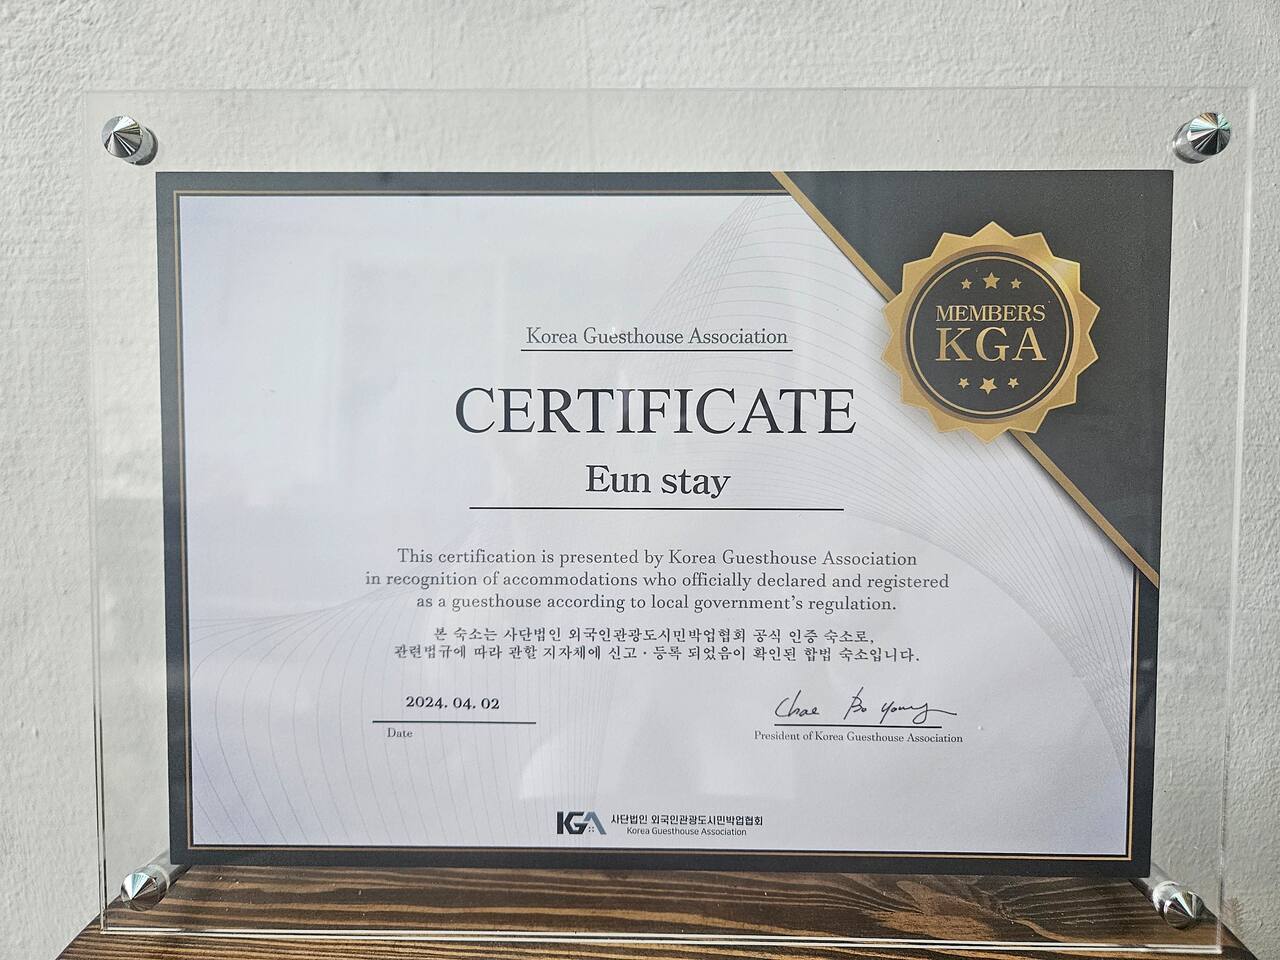 MEMBERS
KGA
Korea Guesthouse Association
CERTIFICATE
Eun stay
This certification is presented by Korea Guesthouse Association
in recognition of accommodations who officially declared and registered
as a guesthouse according to local government's regulation.
본 숙소는 사단법인 외국인관광도시민박업협회 공식 인증 숙소로,
관련법규에 따라 관할 지자체에 신고 · 등록 되었음이 확인된 합법 숙소입니다.
2024. 04. 02
Date
Chae Bo young
President of Korea Guesthouse Association
KGA 사단법인 외국인관광도시민박업협회
Korea Guesthouse Association